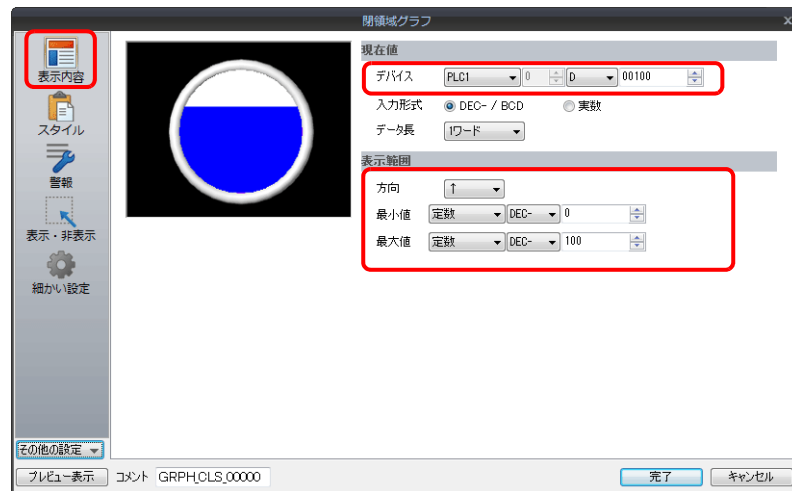 閉領域グラフ
表示内容
スタイル
警報
表示・非表示
細かい設定
その他の設定
現在値
デバイス PLC1 0 D 00100
入力形式 DEC- / BCD 実数
データ長 1ワード
表示範囲
方向 ↑
最小値 定数 DEC- 0
最大値 定数 DEC- 100
プレビュー表示 コメント GRPH_CLS_00000 完了 キャンセル